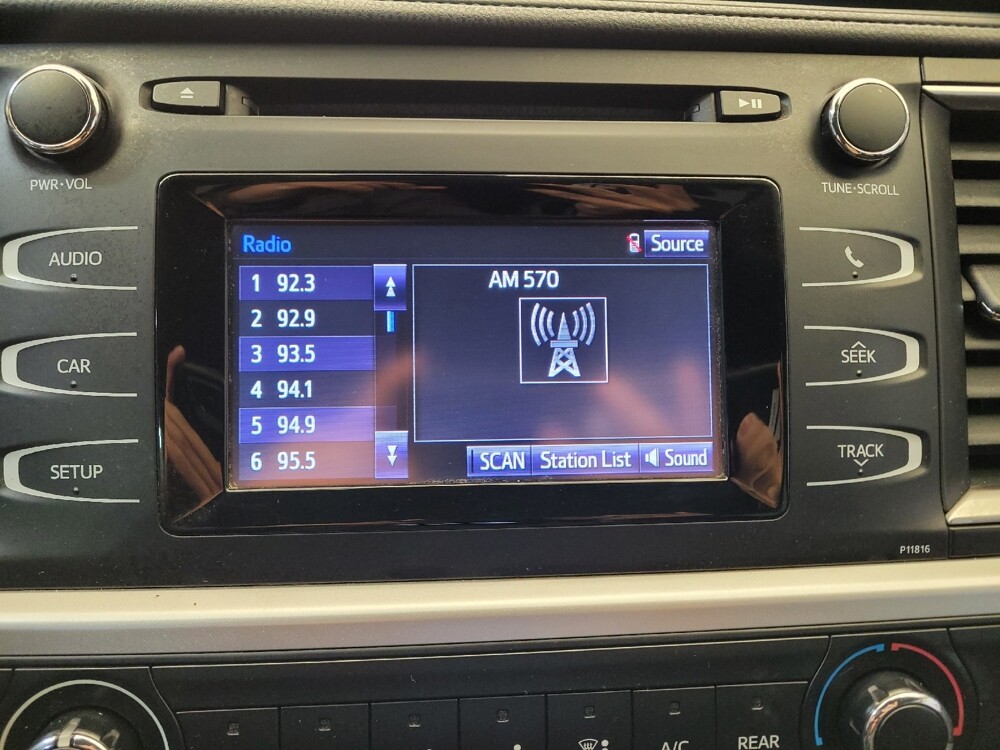 PWR·VOL
TUNE·SCROLL
AUDIO
CAR
SETUP
Radio
Source
1 92.3
2 92.9
3 93.5
4 94.1
5 94.9
6 95.5
AM 570
SCAN
Station List
Sound
SEEK
TRACK
P11816
A/C
REAR